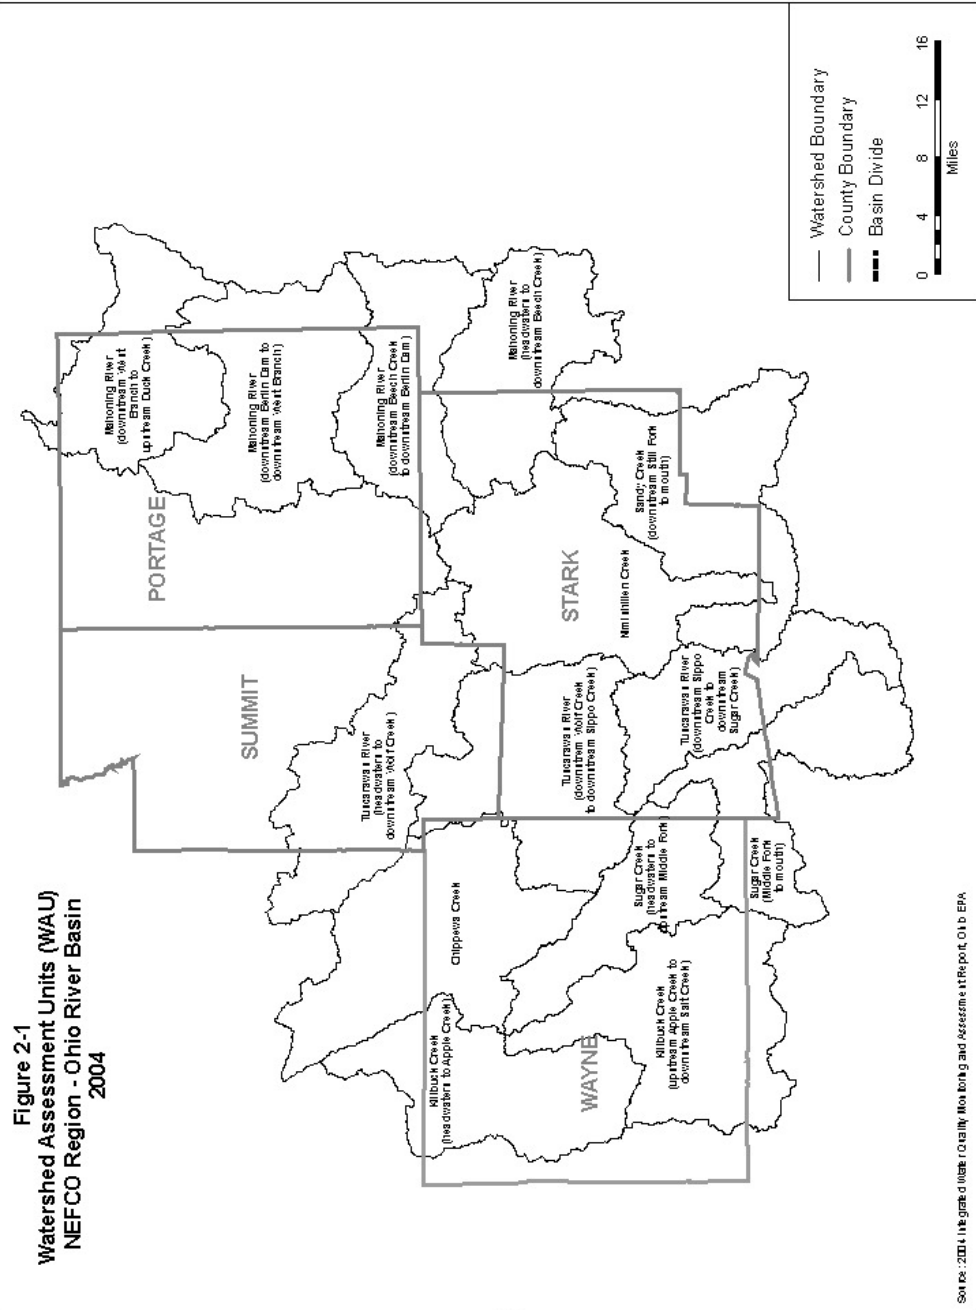 Figure 2-1
Watershed Assessment Units (WAU)
NEFCO Region - Ohio River Basin
2004
PORTAGE
SUMMIT
STARK
WAYNE
Mahoning River
(downstream West
Branch to
upstream Duck Creek)
Mahoning River
(downstream Berlin Dam to
downstream West Branch)
Mahoning River
(downstream Beech Creek
to downstream Berlin Dam)
Mahoning River
(headwaters to
downstream Beech Creek)
Tuscarawas River
(headwaters to
downstream Wolf Creek)
Chippewa Creek
Killbuck Creek
(headwaters to Apple Creek)
Tuscarawas River
(downstrem Wolf Creek
to downstream Sippo Creek)
Nimishillen Creek
Sandy Creek
(downstream Still Fork
to mouth)
Sugar Creek
(headwaters to
upstream Middle Fork)
Killbuck Creek
(upstream Apple Creek to
downstream Salt Creek)
Tuscarawas River
(downstream Sippo
Creek to
downstream
Sugar Creek)
Sugar Creek
(Middle Fork
to mouth)
Watershed Boundary
County Boundary
Basin Divide
0 4 8 12 16
Miles
Source: 2004 Integrated Water Quality Monitoring and Assessment Report, Ohio EPA